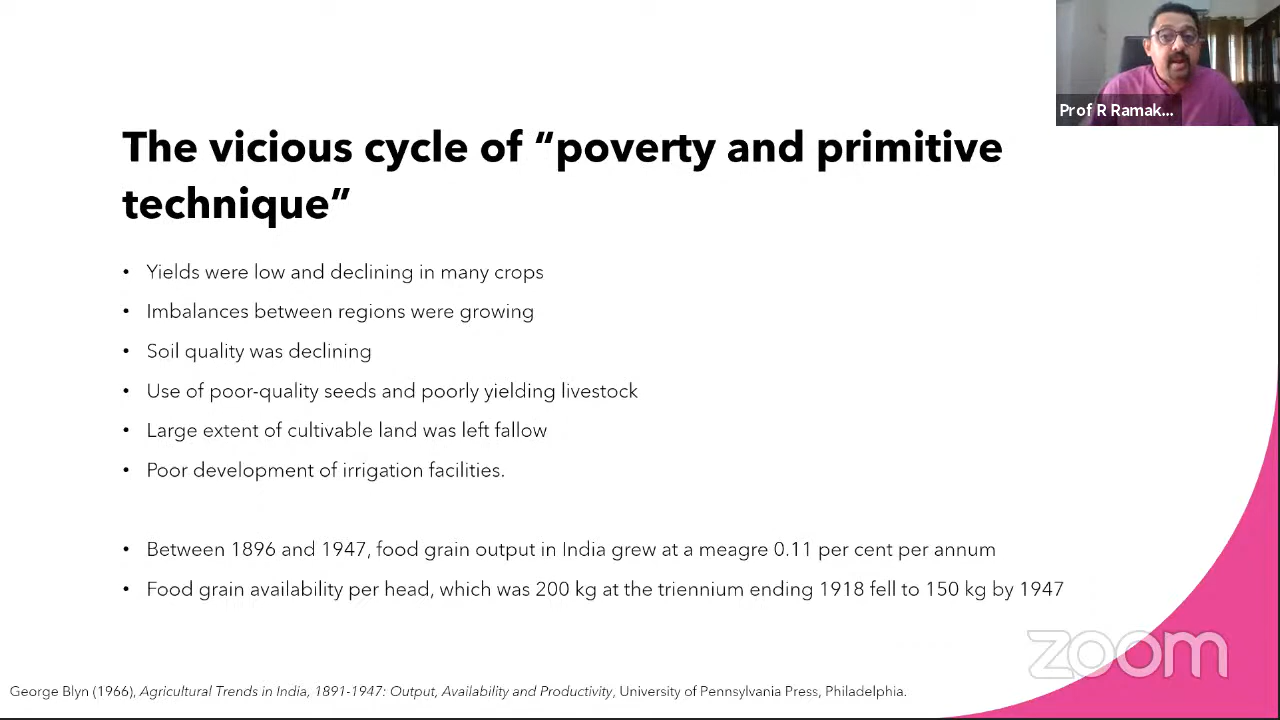 Prof R Ramak...
The vicious cycle of “poverty and primitive
technique”
• Yields were low and declining in many crops
• Imbalances between regions were growing
• Soil quality was declining
• Use of poor-quality seeds and poorly yielding livestock
• Large extent of cultivable land was left fallow
• Poor development of irrigation facilities.
• Between 1896 and 1947, food grain output in India grew at a meagre 0.11 per cent per annum
• Food grain availability per head, which was 200 kg at the triennium ending 1918 fell to 150 kg by 1947
zoom
George Blyn (1966), Agricultural Trends in India, 1891-1947: Output, Availability and Productivity, University of Pennsylvania Press, Philadelphia.